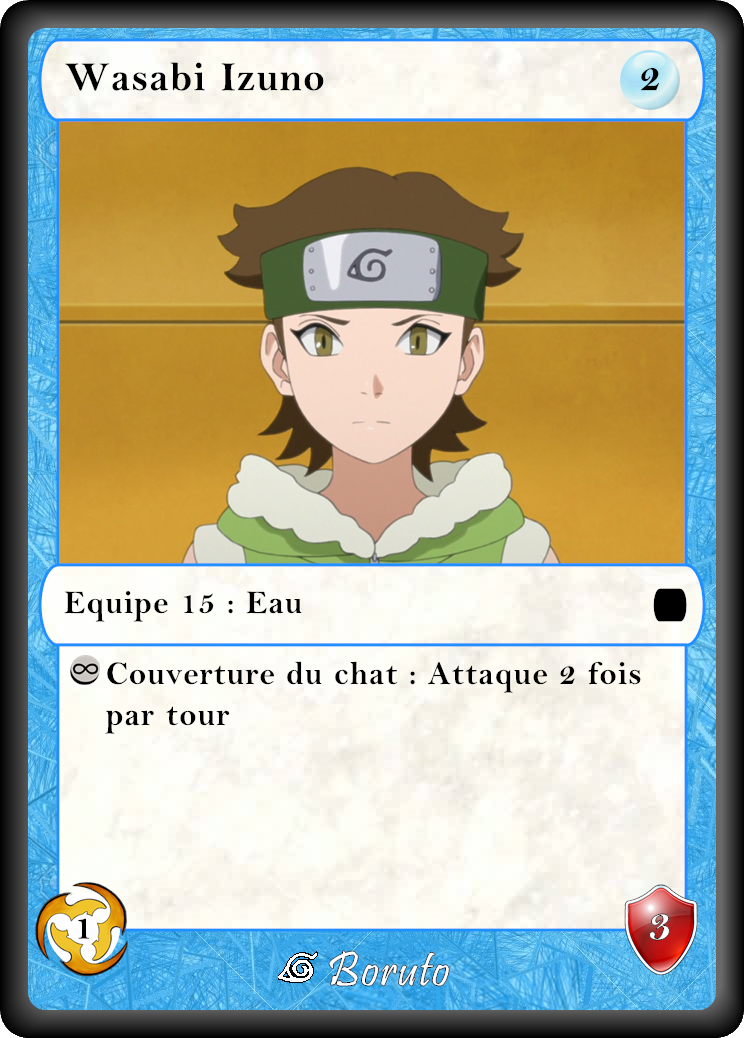 Wasabi Izuno
2
Equipe 15 : Eau
Couverture du chat : Attaque 2 fois
par tour
1
3
Boruto